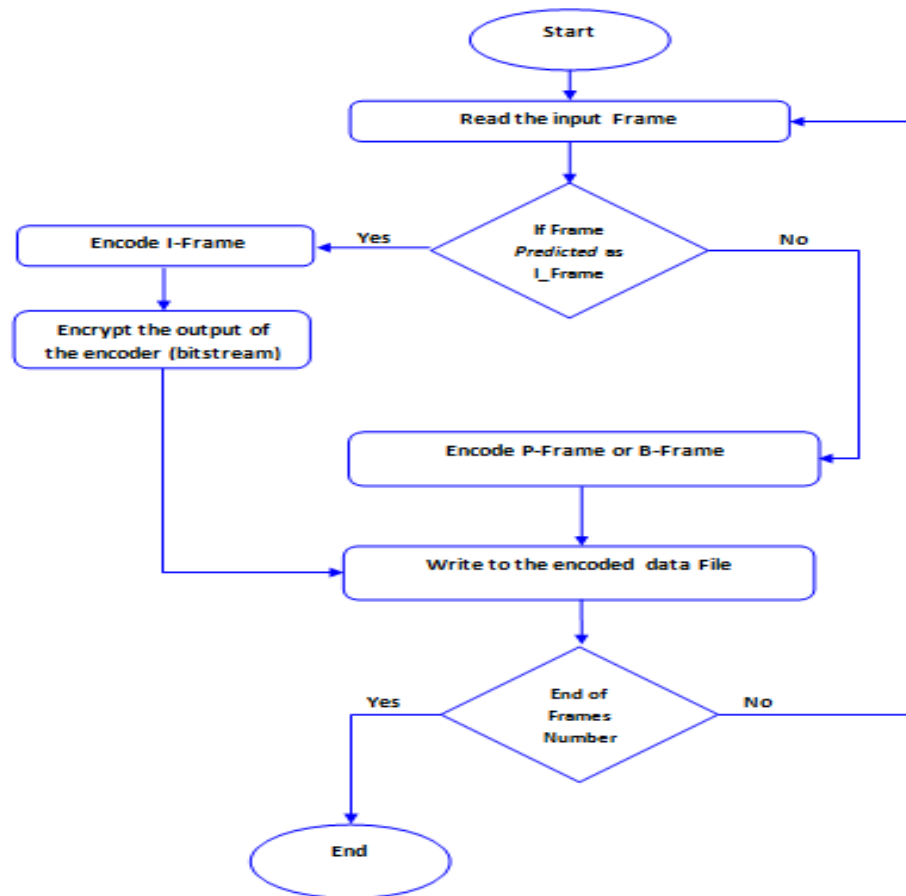 Start
Read the input Frame
If Frame
Predicted as
I_Frame
Yes
No
Encode I-Frame
Encrypt the output of
the encoder (bitstream)
Encode P-Frame or B-Frame
Write to the encoded data File
End of
Frames
Number
Yes
No
End